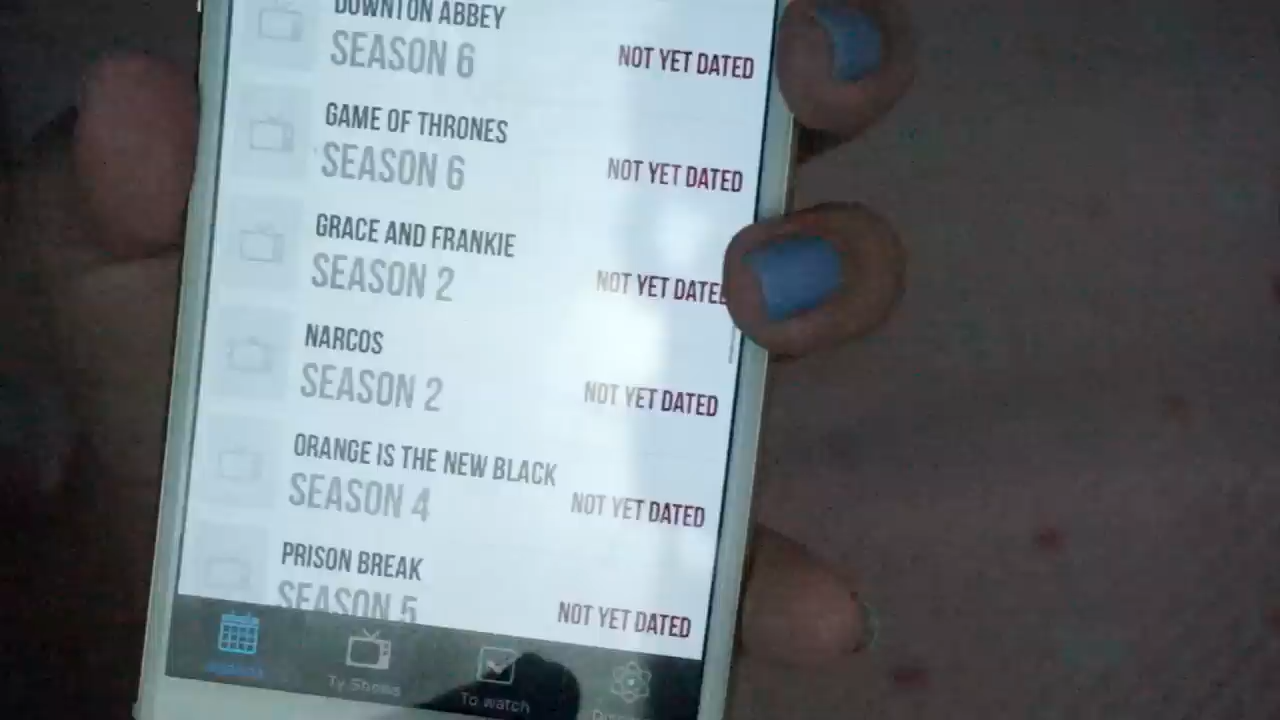 DOWNTON ABBEY
SEASON 6
NOT YET DATED
GAME OF THRONES
SEASON 6
NOT YET DATED
GRACE AND FRANKIE
SEASON 2
NOT YET DATED
NARCOS
SEASON 2
NOT YET DATED
ORANGE IS THE NEW BLACK
SEASON 4
NOT YET DATED
PRISON BREAK
SEASON 5
NOT YET DATED
Tv Shows
To watch